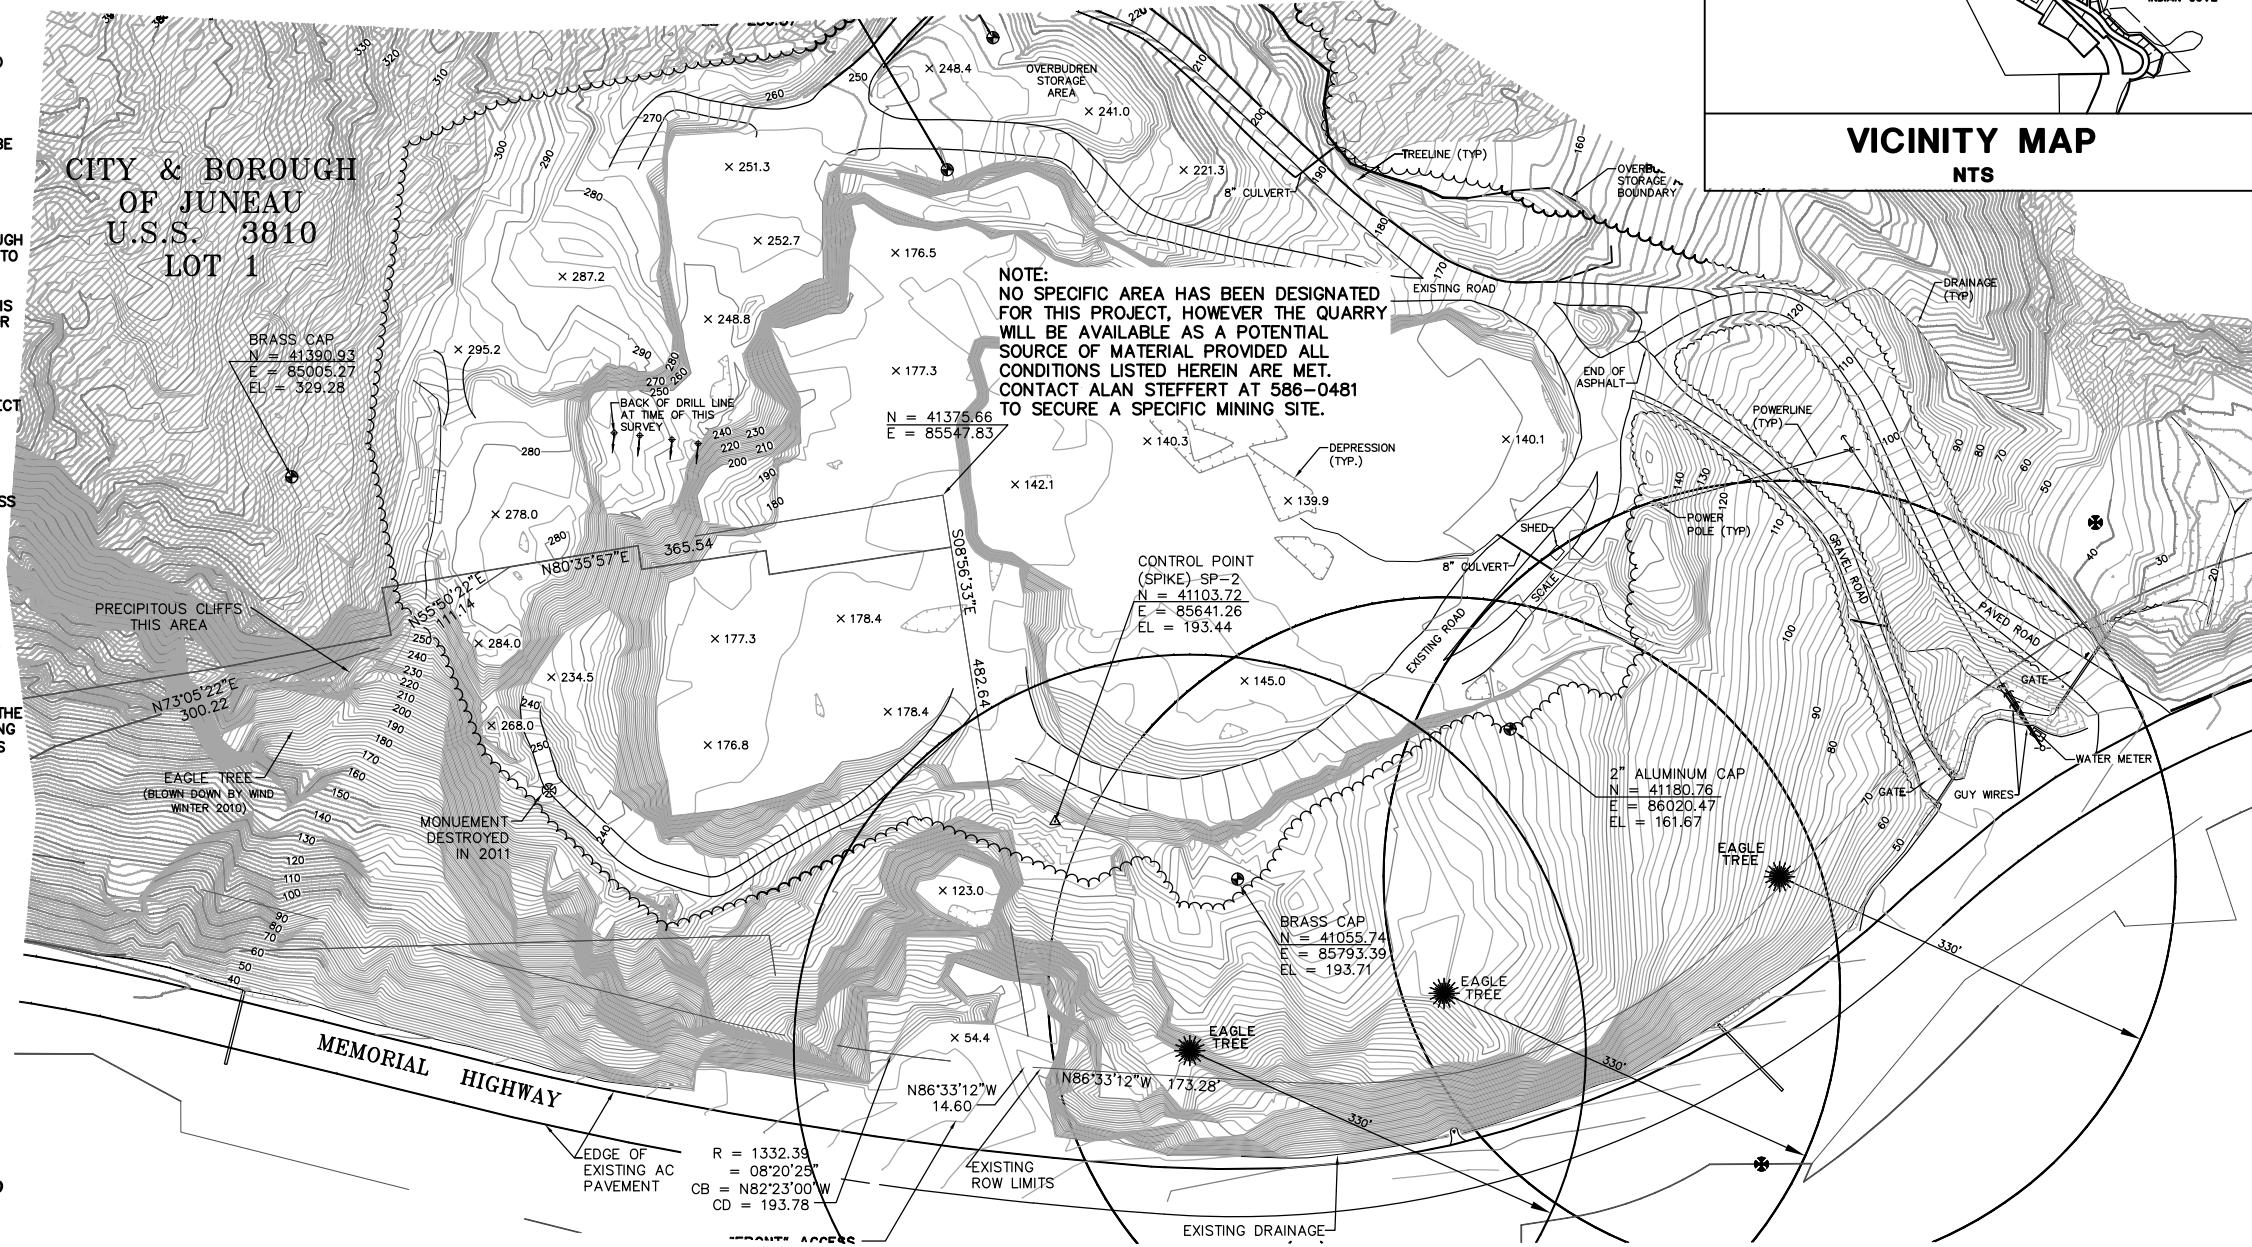 VICINITY MAP
NTS
CITY & BOROUGH
OF JUNEAU
U.S.S. 3810
LOT 1
BRASS CAP
N = 41390.93
E = 85005.27
EL = 329.28
PRECIPITOUS CLIFFS
THIS AREA
N73°05'22"E
300.22
EAGLE TREE
(BLOWN DOWN BY WIND
WINTER 2010)
MONUEMENT
DESTROYED
IN 2011
N55°50'22"E
111.14
N80°35'57"E
365.54
BACK OF DRILL LINE
AT TIME OF THIS
SURVEY
OVERBUDREN
STORAGE
AREA
× 248.4
× 241.0
× 221.3
× 251.3
× 252.7
× 287.2
× 248.8
× 295.2
× 176.5
× 177.3
× 278.0
× 284.0
× 234.5
× 268.0
× 177.3
× 178.4
× 178.4
× 176.8
× 142.1
× 140.3
× 139.9
× 140.1
× 145.0
× 123.0
× 54.4
8" CULVERT
TREELINE (TYP)
STORAGE
BOUNDARY
NOTE:
NO SPECIFIC AREA HAS BEEN DESIGNATED
FOR THIS PROJECT, HOWEVER THE QUARRY
WILL BE AVAILABLE AS A POTENTIAL
SOURCE OF MATERIAL PROVIDED ALL
CONDITIONS LISTED HEREIN ARE MET.
CONTACT ALAN STEFFERT AT 586-0481
TO SECURE A SPECIFIC MINING SITE.
EXISTING ROAD
N = 41375.66
E = 85547.83
S08°56'33"E
482.64
DEPRESSION
(TYP.)
END OF
ASPHALT
DRAINAGE
(TYP)
POWERLINE
(TYP)
POWER
POLE (TYP)
SHED
8" CULVERT
SCALE
EXISTING ROAD
GRAVEL ROAD
PAVED ROAD
GATE
WATER METER
GATE
GUY WIRES
CONTROL POINT
(SPIKE) SP-2
N = 41103.72
E = 85641.26
EL = 193.44
2" ALUMINUM CAP
N = 41180.76
E = 86020.47
EL = 161.67
BRASS CAP
N = 41055.74
E = 85793.39
EL = 193.71
EAGLE
TREE
EAGLE
TREE
EAGLE
TREE
330'
330'
330'
MEMORIAL HIGHWAY
N86°33'12"W
14.60
N86°33'12"W 173.28'
EDGE OF
EXISTING AC
PAVEMENT
R = 1332.39
= 08°20'25"
CB = N82°23'00"W
CD = 193.78
EXISTING
ROW LIMITS
EXISTING DRAINAGE
"FRONT" ACCESS